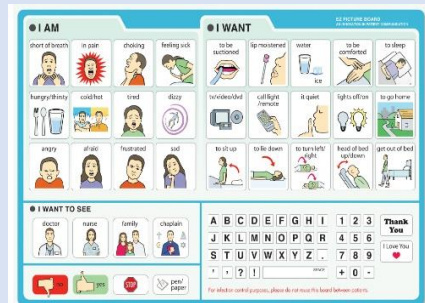 EZ PICTURE BOARD
I AM
short of breath
in pain
choking
feeling sick
hungry/thirsty
cold/hot
tired
dizzy
angry
afraid
frustrated
sad
I WANT
to be suctioned
lip moistened
water
ice
to be comforted
to sleep
tv/video/dvd
call light /remote
it quiet
lights off/on
to go home
to sit up
to lie down
to turn left/ right
head of bed up/down
get out of bed
I WANT TO SEE
doctor
nurse
family
chaplain
no
yes
STOP
pen/ paper
A B C D E F G H I
J K L M N O P Q R
S T U V W X Y Z .
' , ? !
SPACE
1 2 3
4 5 6
7 8 9
+ 0 -
Thank You
I Love You
For infection control purposes, please do not reuse this board between patients